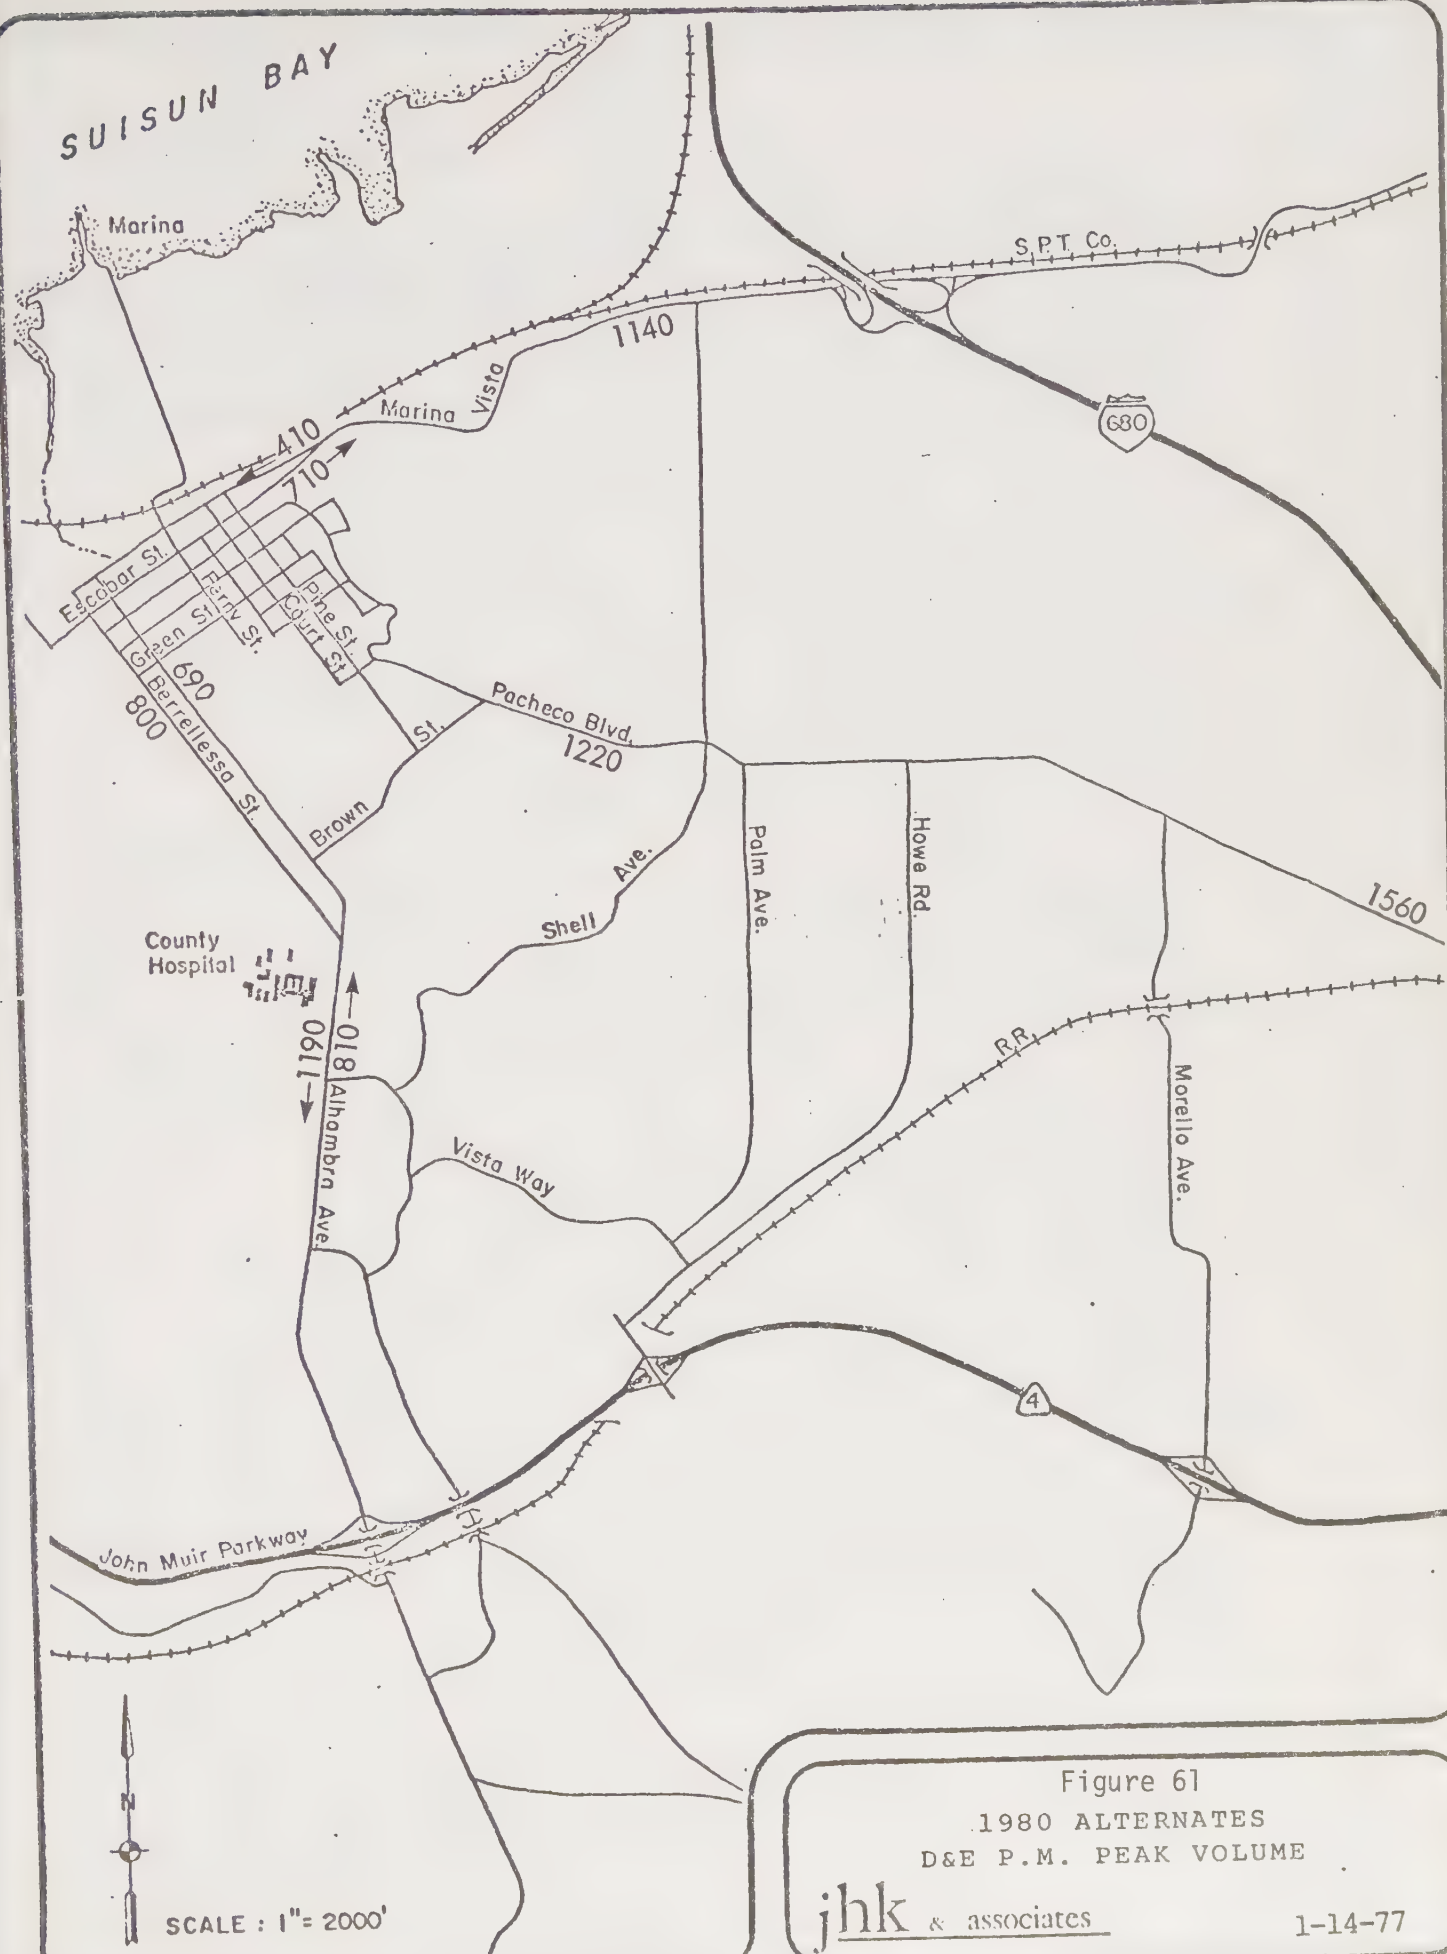 SUISUN BAY
Marina
S.P.T. Co.
1140
Marina Vista
680
410
710
Escobar St.
Ferry St.
Pine St.
Court St.
Green St.
690
800
Berrellessa St.
Pacheco Blvd.
1220
St.
Brown
Palm Ave.
Howe Rd.
Ave.
Shell
1560
County
Hospital
810
1190
R.R.
Alhambra Ave.
Morello Ave.
Vista Way
4
John Muir Parkway
N
SCALE : 1"= 2000'
Figure 61
1980 ALTERNATES
D&E P.M. PEAK VOLUME
jhk & associates
1-14-77